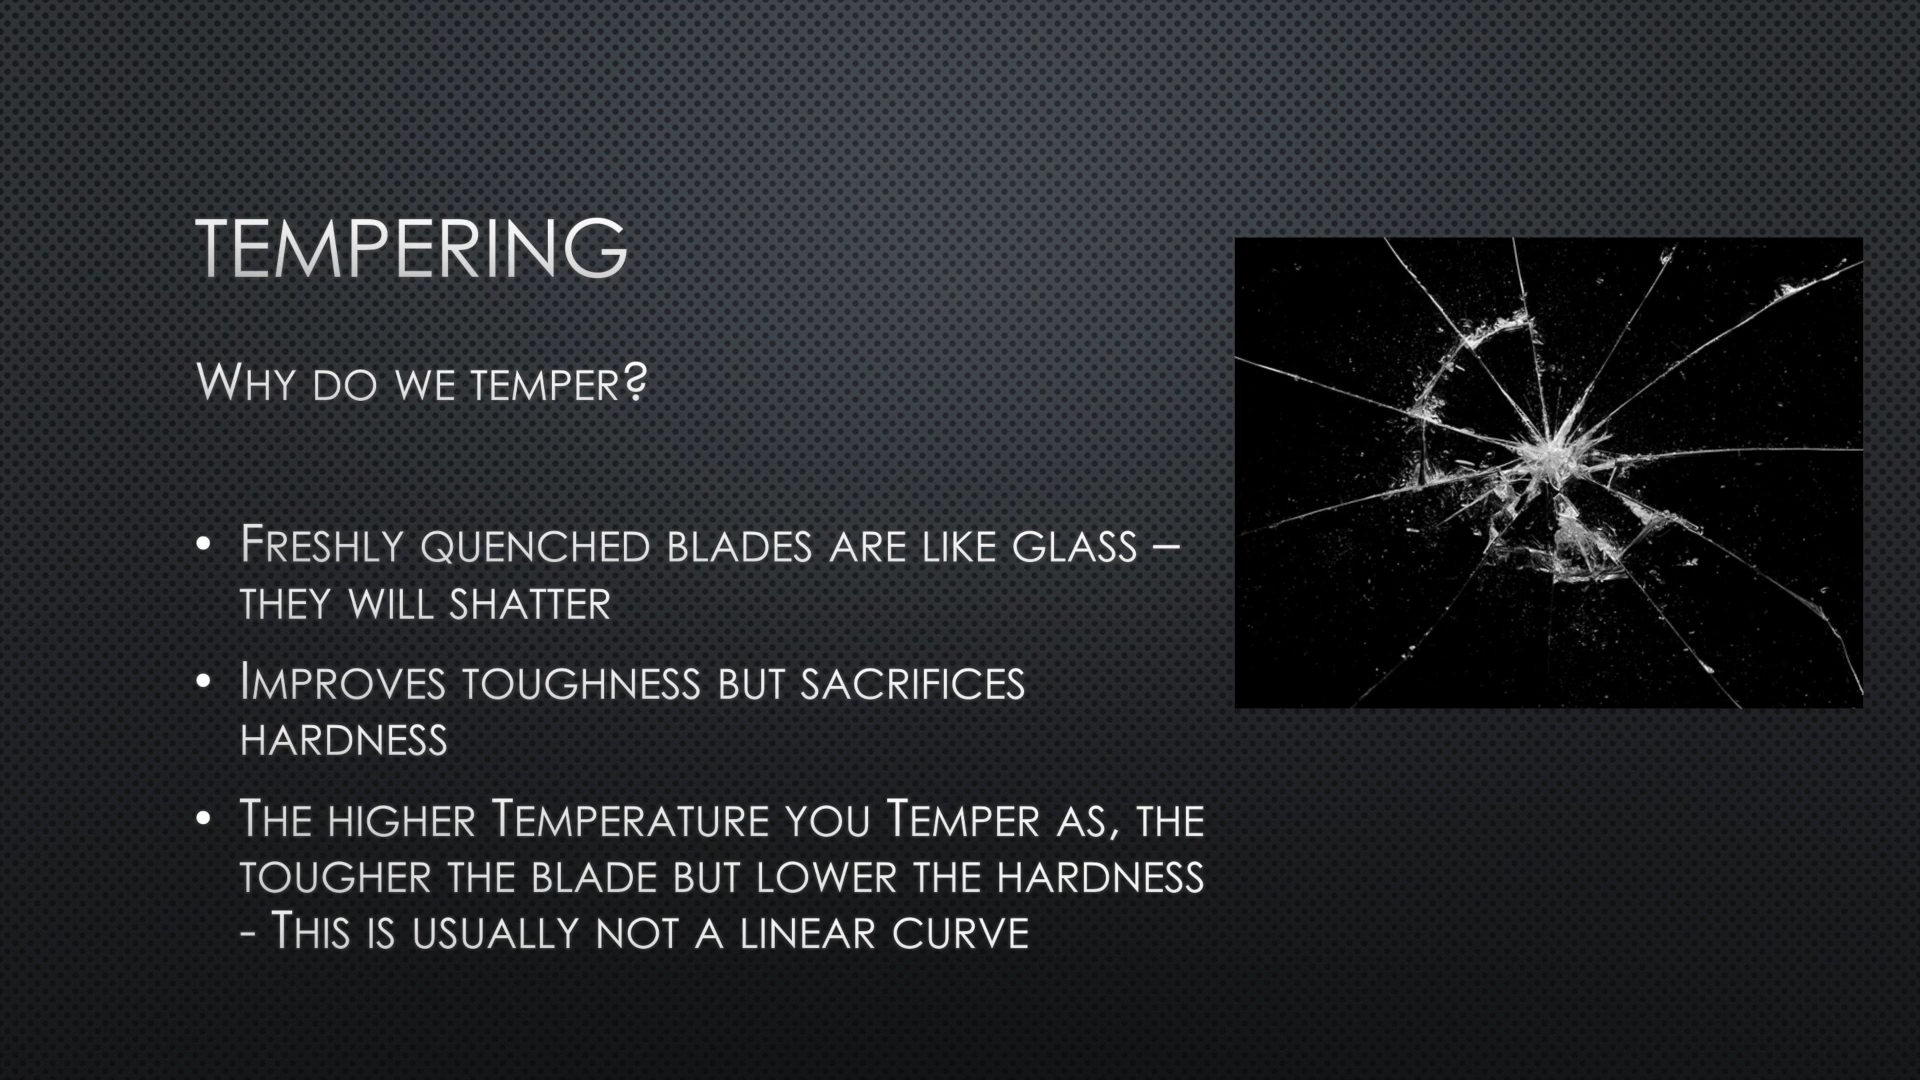 TEMPERING
WHY DO WE TEMPER?
• FRESHLY QUENCHED BLADES ARE LIKE GLASS –
THEY WILL SHATTER
• IMPROVES TOUGHNESS BUT SACRIFICES
HARDNESS
• THE HIGHER TEMPERATURE YOU TEMPER AS, THE
TOUGHER THE BLADE BUT LOWER THE HARDNESS
- THIS IS USUALLY NOT A LINEAR CURVE